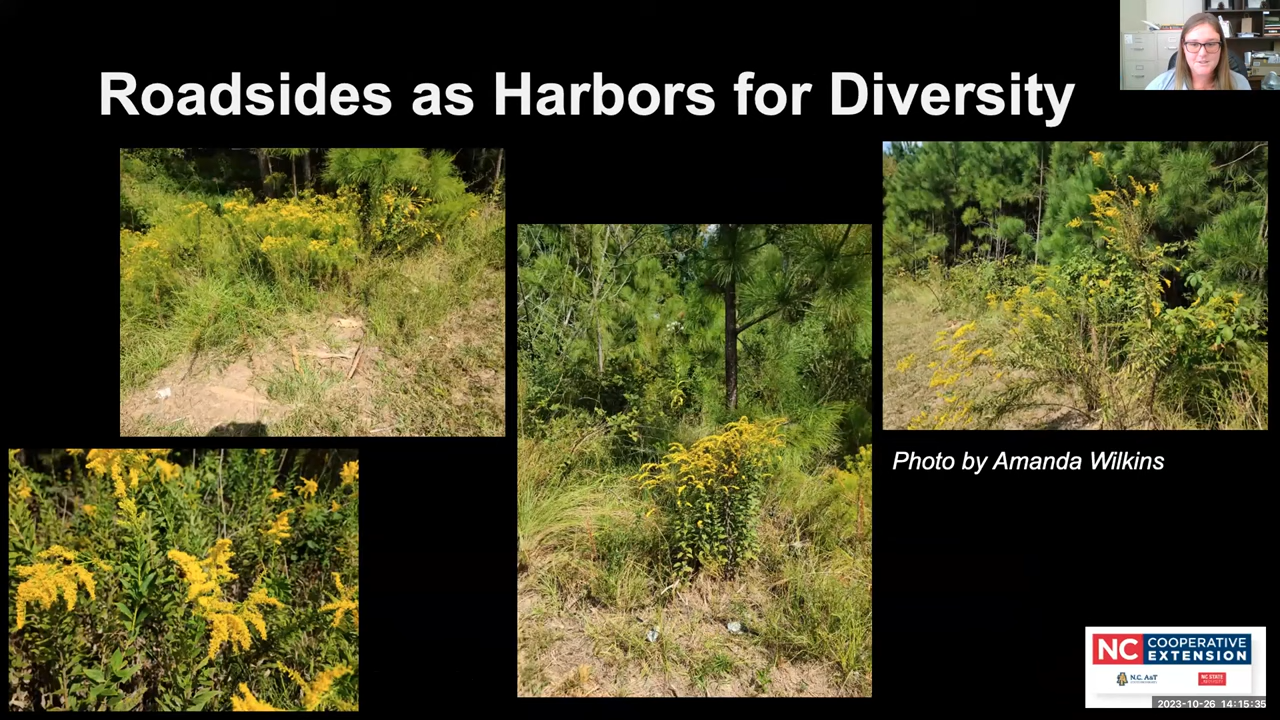 Roadsides as Harbors for Diversity
Photo by Amanda Wilkins
NC COOPERATIVE
EXTENSION
N.C. A&T
NC STATE
2023-10-26 14:15:35